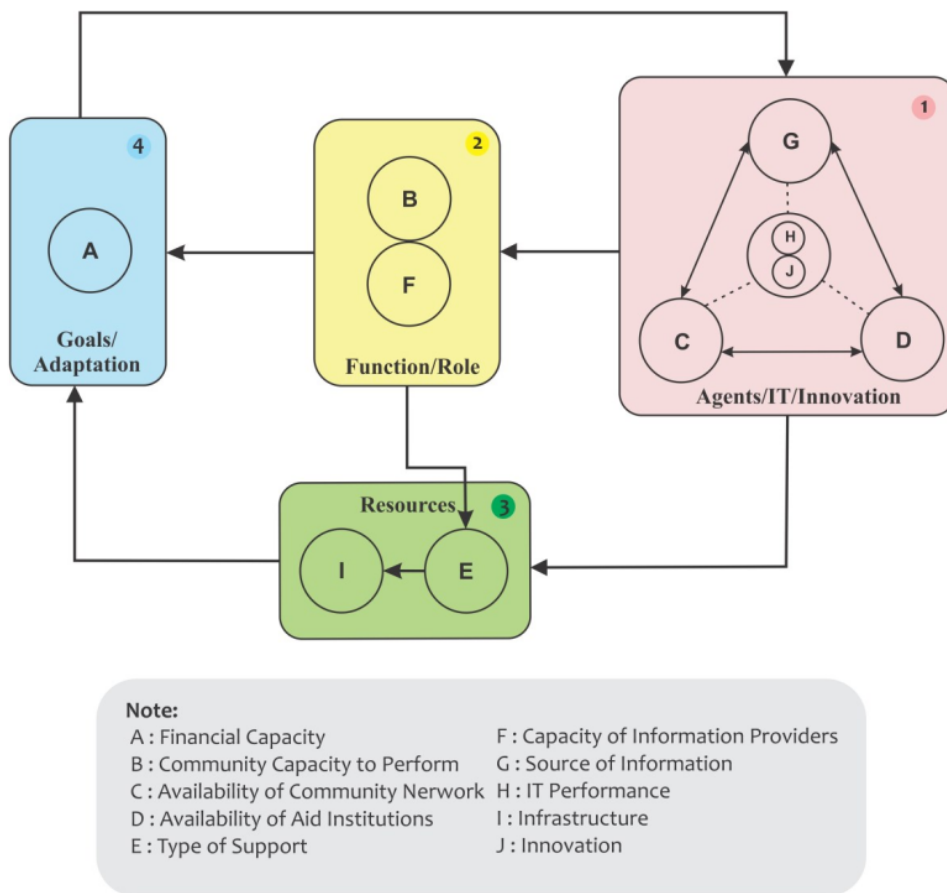 4
2
1
G
B
H
A
J
F
C
D
Goals/
Adaptation
Function/Role
Agents/IT/Innovation
Resources
3
I
E
Note:
A : Financial Capacity
B : Community Capacity to Perform
C : Availability of Community Nerwork
D : Availability of Aid Institutions
E : Type of Support
F : Capacity of Information Providers
G : Source of Information
H : IT Performance
I : Infrastructure
J : Innovation